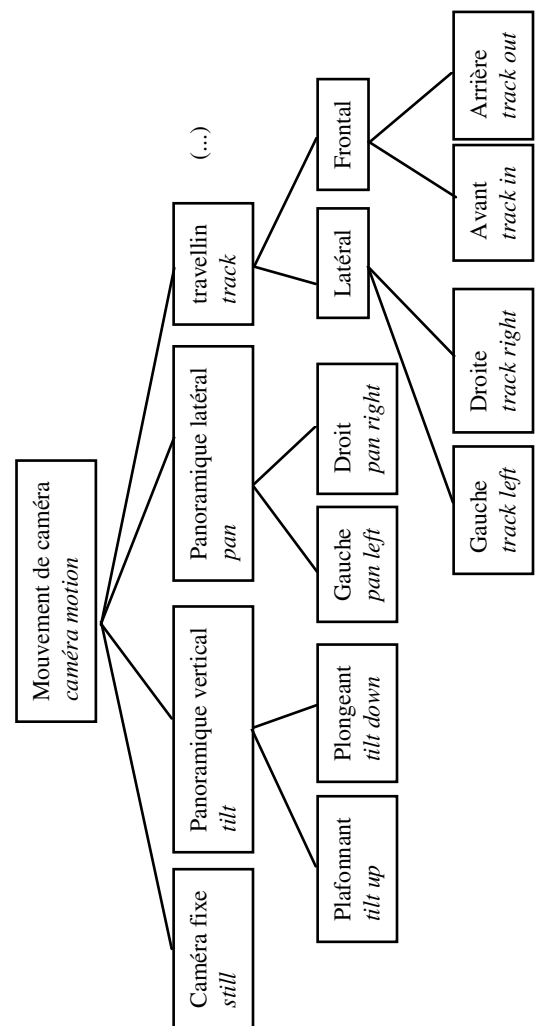 Mouvement de caméra
caméra motion
Caméra fixe
still
Panoramique vertical
tilt
Panoramique latéral
pan
travellin
track
(...)
Plafonnant
tilt up
Plongeant
tilt down
Gauche
pan left
Droit
pan right
Latéral
Frontal
Gauche
track left
Droite
track right
Avant
track in
Arrière
track out